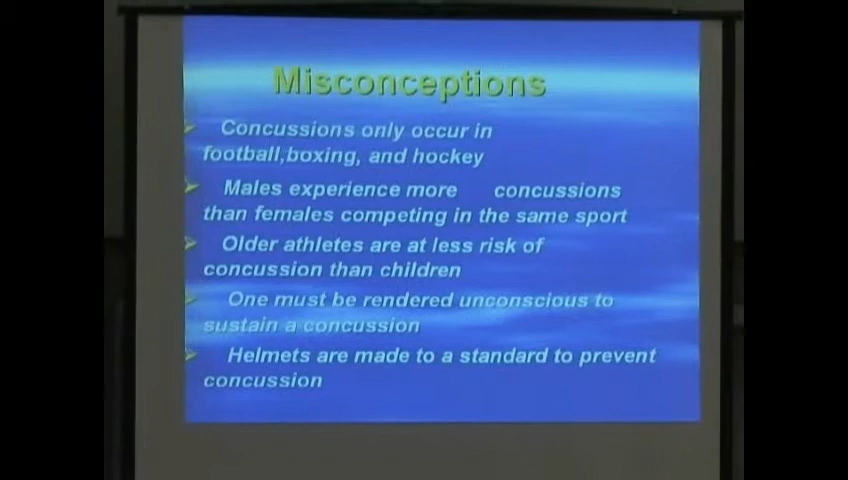 Misconceptions
Concussions only occur in
football,boxing, and hockey
Males experience more concussions
than females competing in the same sport
Older athletes are at less risk of
concussion than children
One must be rendered unconscious to
sustain a concussion
Helmets are made to a standard to prevent
concussion